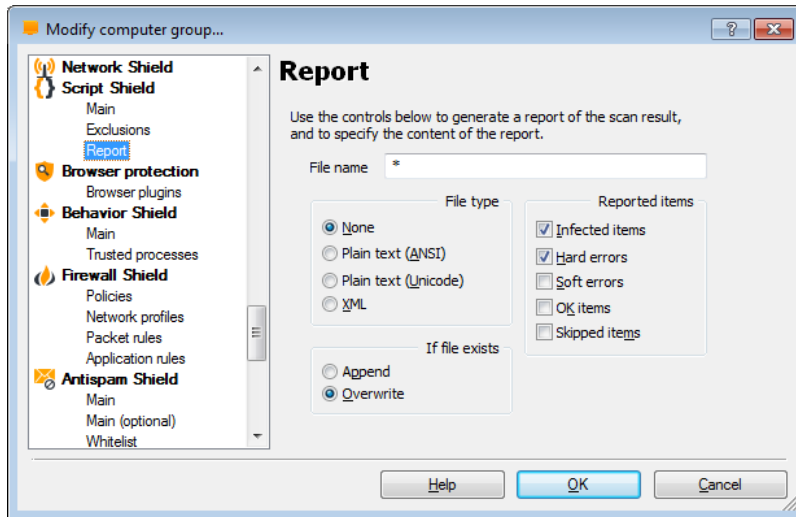 Modify computer group...
?
Network Shield
Script Shield
Main
Exclusions
Report
Browser protection
Browser plugins
Behavior Shield
Main
Trusted processes
Firewall Shield
Policies
Network profiles
Packet rules
Application rules
Antispam Shield
Main
Main (optional)
Whitelist
Report
Use the controls below to generate a report of the scan result,
and to specify the content of the report.
File name *
File type
None
Plain text (ANSI)
Plain text (Unicode)
XML
If file exists
Append
Overwrite
Reported items
Infected items
Hard errors
Soft errors
OK items
Skipped items
Help OK Cancel